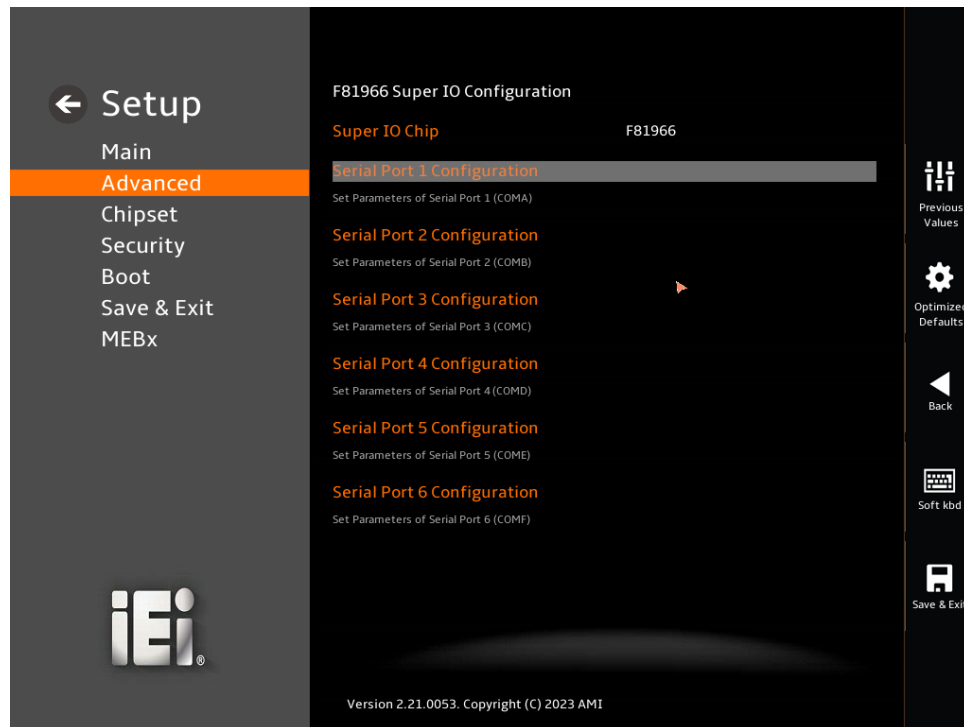 Setup
Main
Advanced
Chipset
Security
Boot
Save & Exit
MEBx
iEi®
F81966 Super IO Configuration
Super IO Chip F81966
Serial Port 1 Configuration
Set Parameters of Serial Port 1 (COMA)
Serial Port 2 Configuration
Set Parameters of Serial Port 2 (COMB)
Serial Port 3 Configuration
Set Parameters of Serial Port 3 (COMC)
Serial Port 4 Configuration
Set Parameters of Serial Port 4 (COMD)
Serial Port 5 Configuration
Set Parameters of Serial Port 5 (COME)
Serial Port 6 Configuration
Set Parameters of Serial Port 6 (COMF)
Version 2.21.0053. Copyright (C) 2023 AMI
Previous
Values
Optimized
Defaults
Back
Soft kbd
Save & Exit